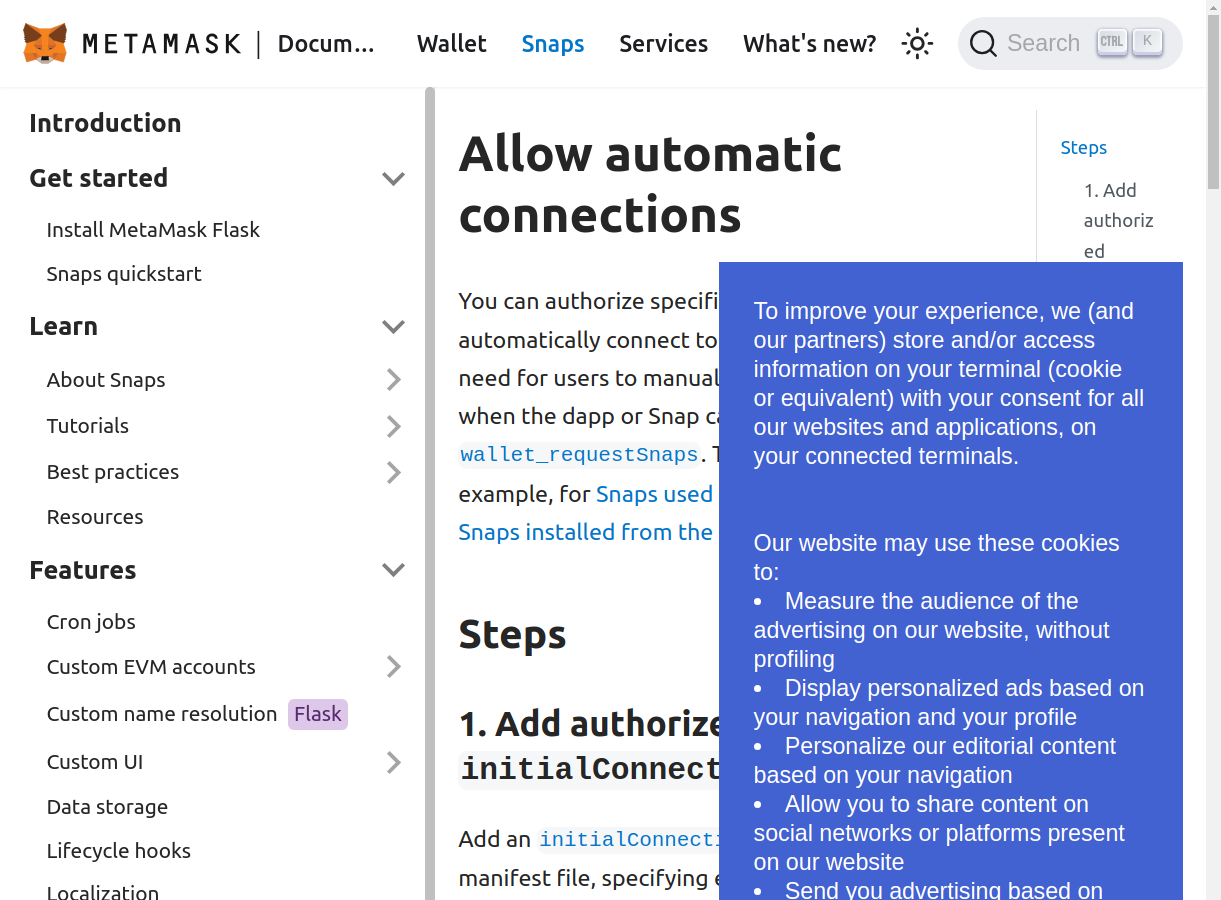 METAMASK | Docum...
Wallet
Snaps
Services
What's new?
Search
CTRL
K
Introduction
Get started
Install MetaMask Flask
Snaps quickstart
Learn
About Snaps
Tutorials
Best practices
Resources
Features
Cron jobs
Custom EVM accounts
Custom name resolution Flask
Custom UI
Data storage
Lifecycle hooks
Localization
Allow automatic
connections
You can authorize specifi
automatically connect to
need for users to manual
when the dapp or Snap ca
wallet_requestSnaps. T
example, for Snaps used
Snaps installed from the
Steps
1. Add authorize
initialConnect
Add an initialConnecti
manifest file, specifying e
Steps
1. Add
authoriz
ed
To improve your experience, we (and
our partners) store and/or access
information on your terminal (cookie
or equivalent) with your consent for all
our websites and applications, on
your connected terminals.
Our website may use these cookies
to:
• Measure the audience of the
advertising on our website, without
profiling
• Display personalized ads based on
your navigation and your profile
• Personalize our editorial content
based on your navigation
• Allow you to share content on
social networks or platforms present
on our website
• Send you advertising based on